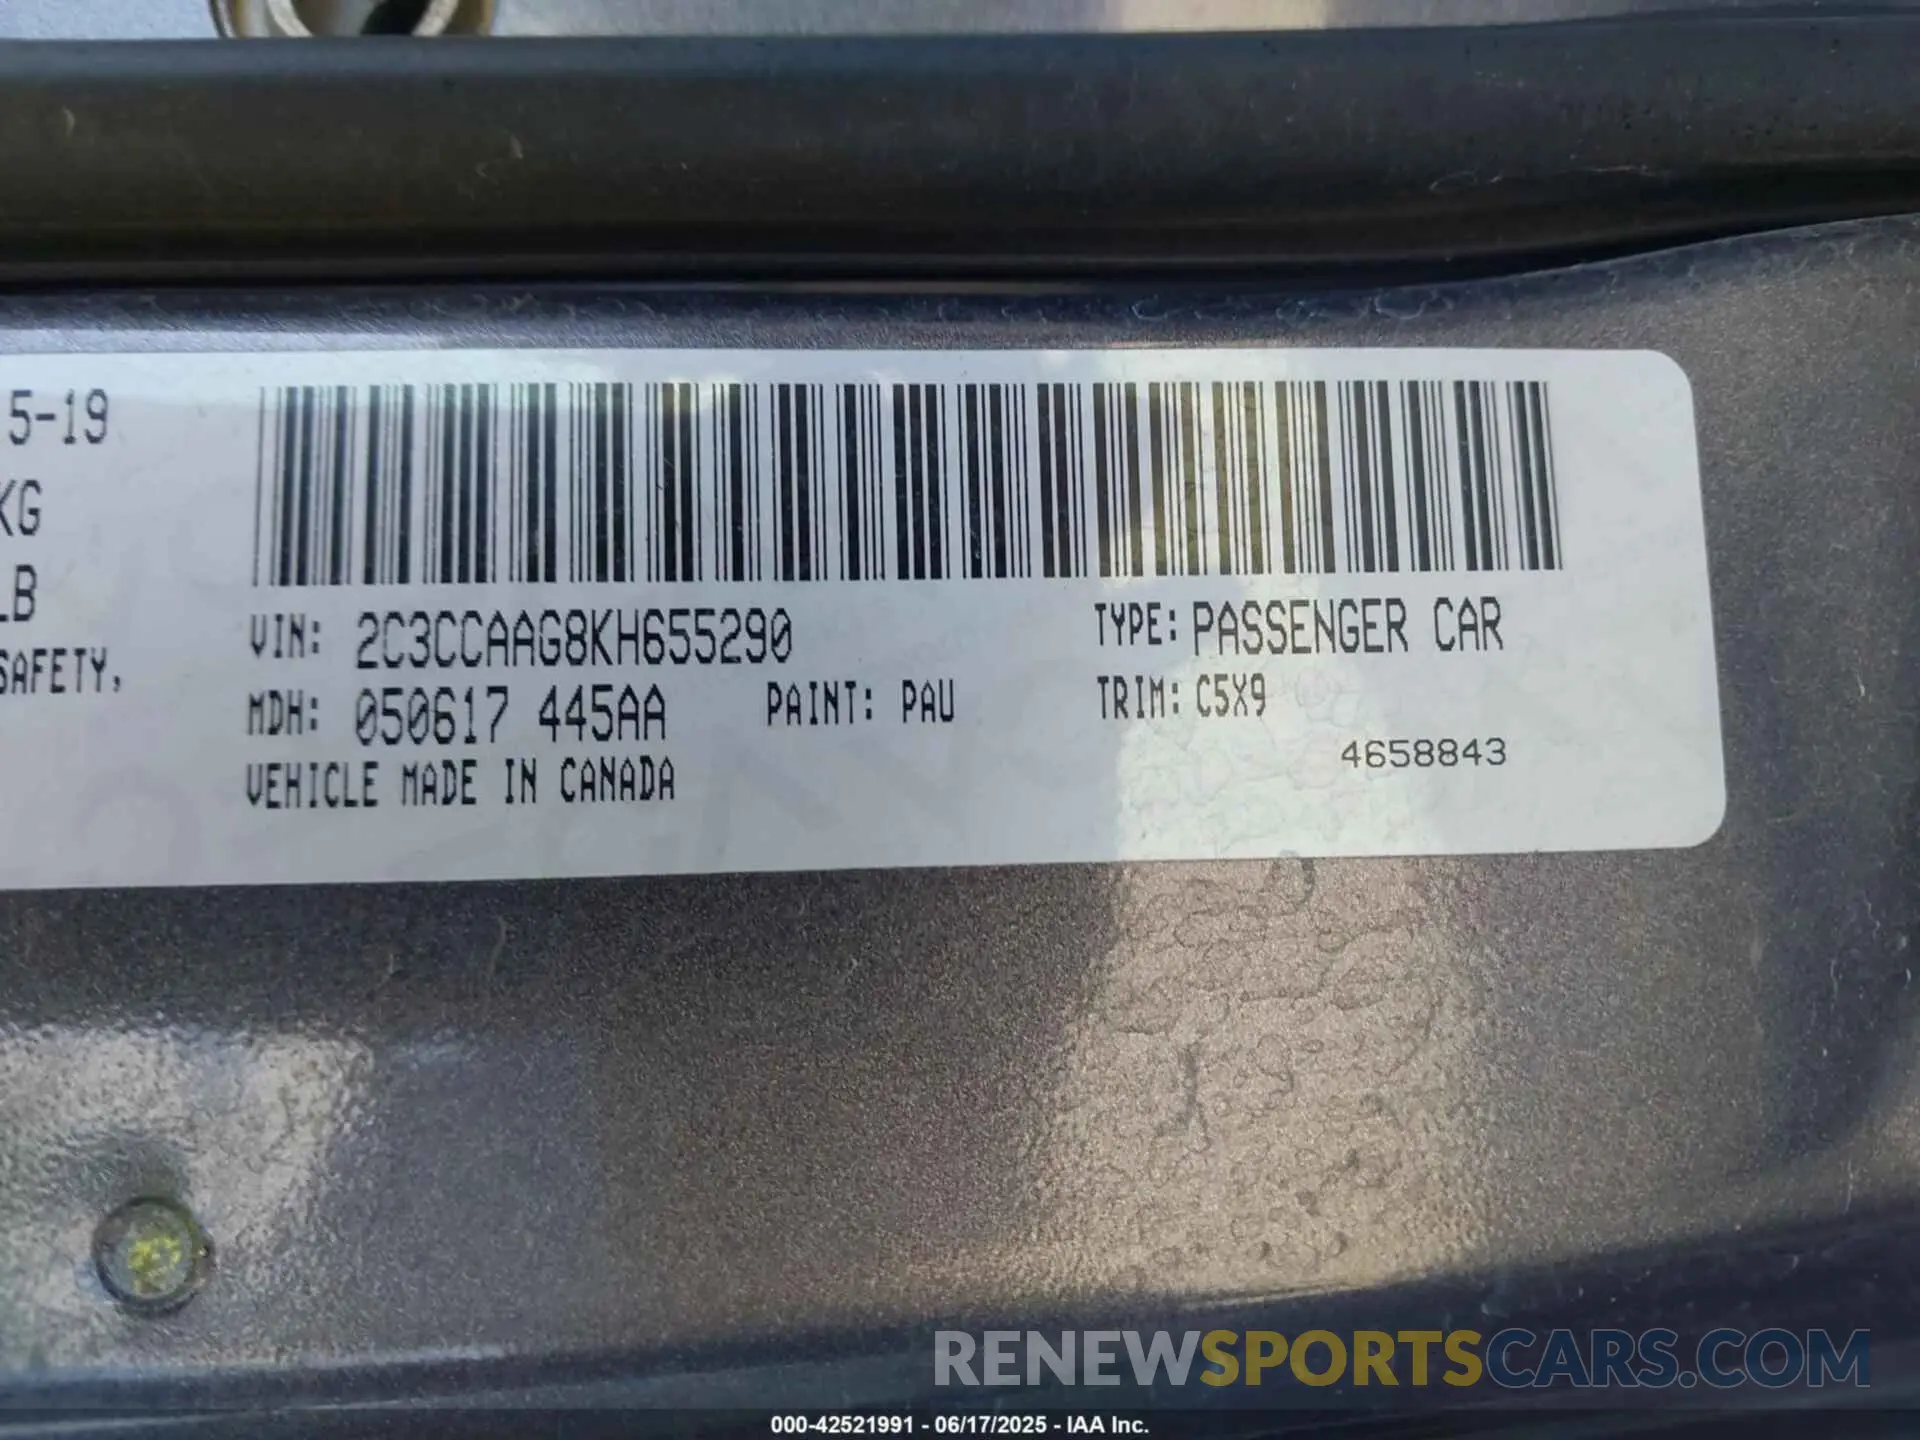 5-19
KG
LB
SAFETY,
VIN: 2C3CCAAG8KH655290
TYPE: PASSENGER CAR
MDH: 050617 445AA
PAINT: PAU
TRIM: C5X9
VEHICLE MADE IN CANADA
4658843
RENEWSPORTSCARS.COM
000-42521991 - 06/17/2025 - IAA Inc.